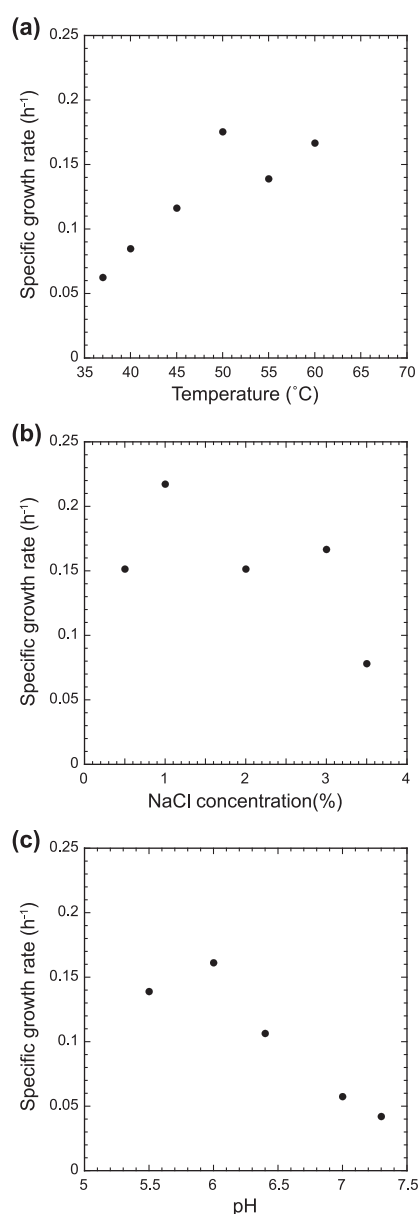 (a)
0.25
0.2
0.15
0.1
0.05
0
Specific growth rate (h⁻¹)
35 40 45 50 55 60 65 70
Temperature (˚C)
(b)
0.25
0.2
0.15
0.1
0.05
0
Specific growth rate (h⁻¹)
0 1 2 3 4
NaCl concentration(%)
(c)
0.25
0.2
0.15
0.1
0.05
0
Specific growth rate (h⁻¹)
5 5.5 6 6.5 7 7.5
pH